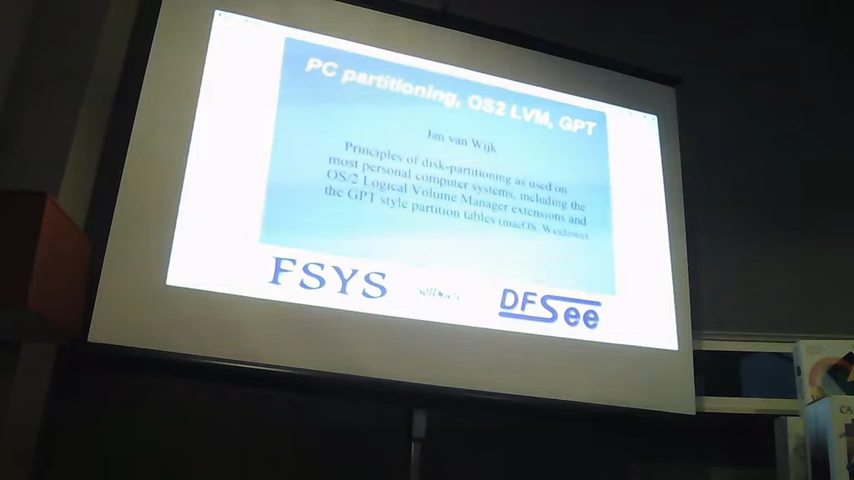 PC partitioning, OS2 LVM, GPT
Jan van Wijk
Principles of disk-partitioning as used on
most personal computer systems, including the
OS/2 Logical Volume Manager extensions and
the GPT style partition tables (macOS, Windows)
FSYS
DFSee
CA